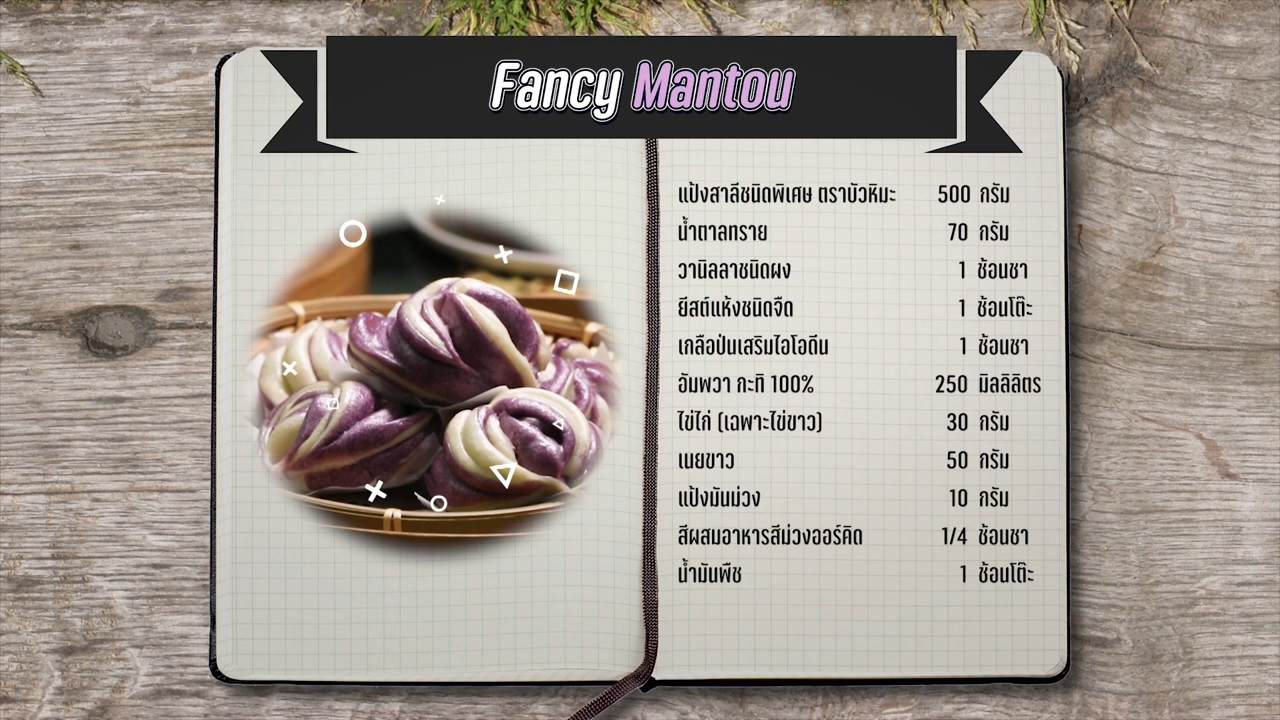 Fancy Mantou
แป้งสาลีชนิดพิเศษ ตราบัวหิมะ 500 กรัม
น้ำตาลทราย 70 กรัม
วานิลลาชนิดผง 1 ช้อนชา
ยีสต์แห้งชนิดจืด 1 ช้อนโต๊ะ
เกลือป่นเสริมไอโอดีน 1 ช้อนชา
อัมพวา กะทิ 100% 250 มิลลิลิตร
ไข่ไก่ (เฉพาะไข่ขาว) 30 กรัม
เนยขาว 50 กรัม
แป้งมันม่วง 10 กรัม
สีผสมอาหารสีม่วงออร์คิด 1/4 ช้อนชา
น้ำมันพืช 1 ช้อนโต๊ะ